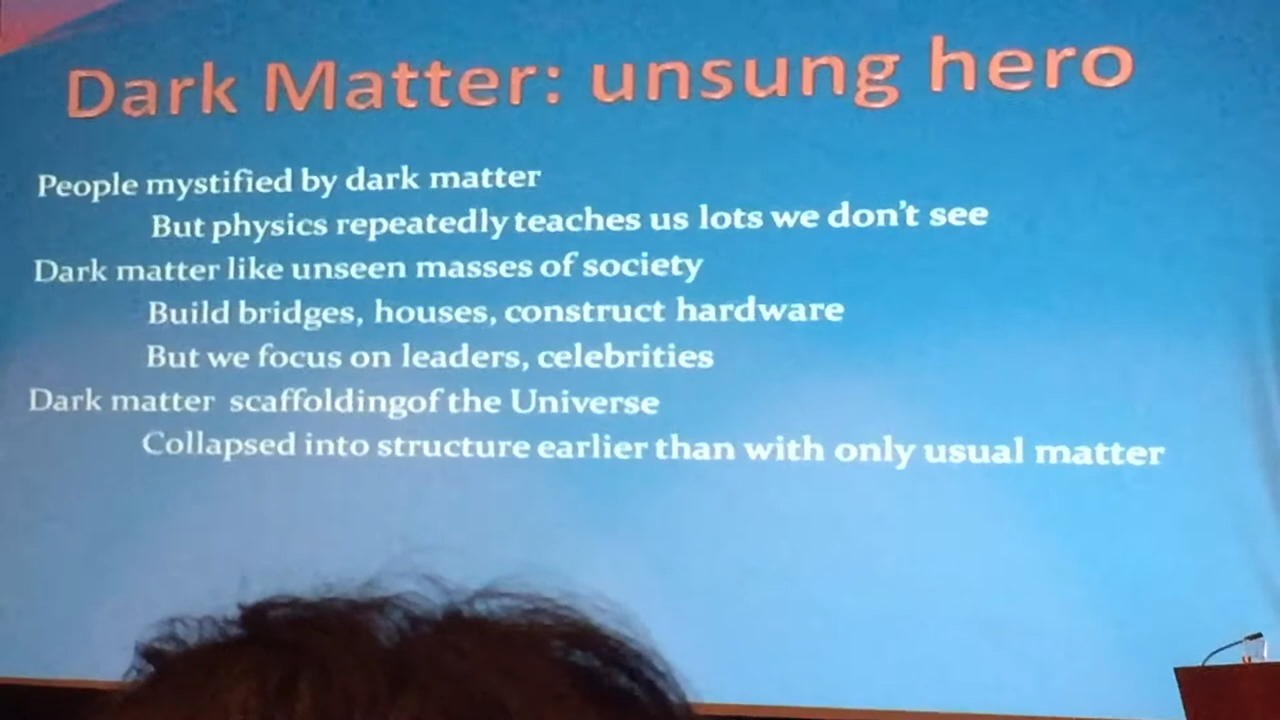 Dark Matter: unsung hero
People mystified by dark matter
But physics repeatedly teaches us lots we don't see
Dark matter like unseen masses of society
Build bridges, houses, construct hardware
But we focus on leaders, celebrities
Dark matter scaffoldingof the Universe
Collapsed into structure earlier than with only usual matter